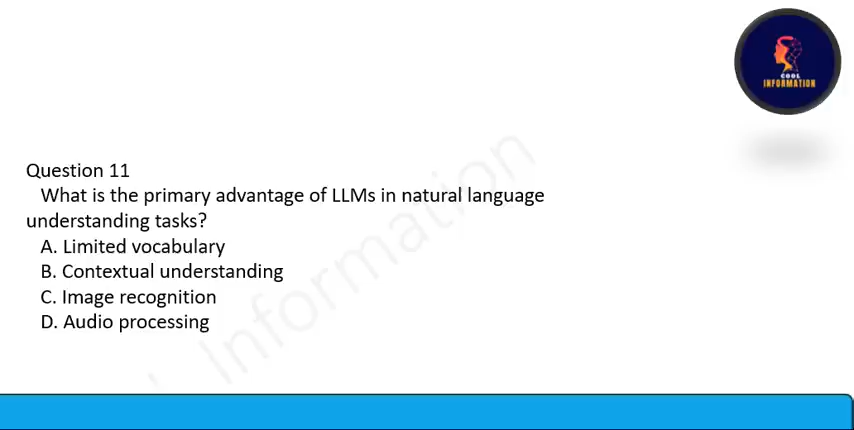 COOL
INFORMATION
Question 11
What is the primary advantage of LLMs in natural language
understanding tasks?
A. Limited vocabulary
B. Contextual understanding
C. Image recognition
D. Audio processing
Information